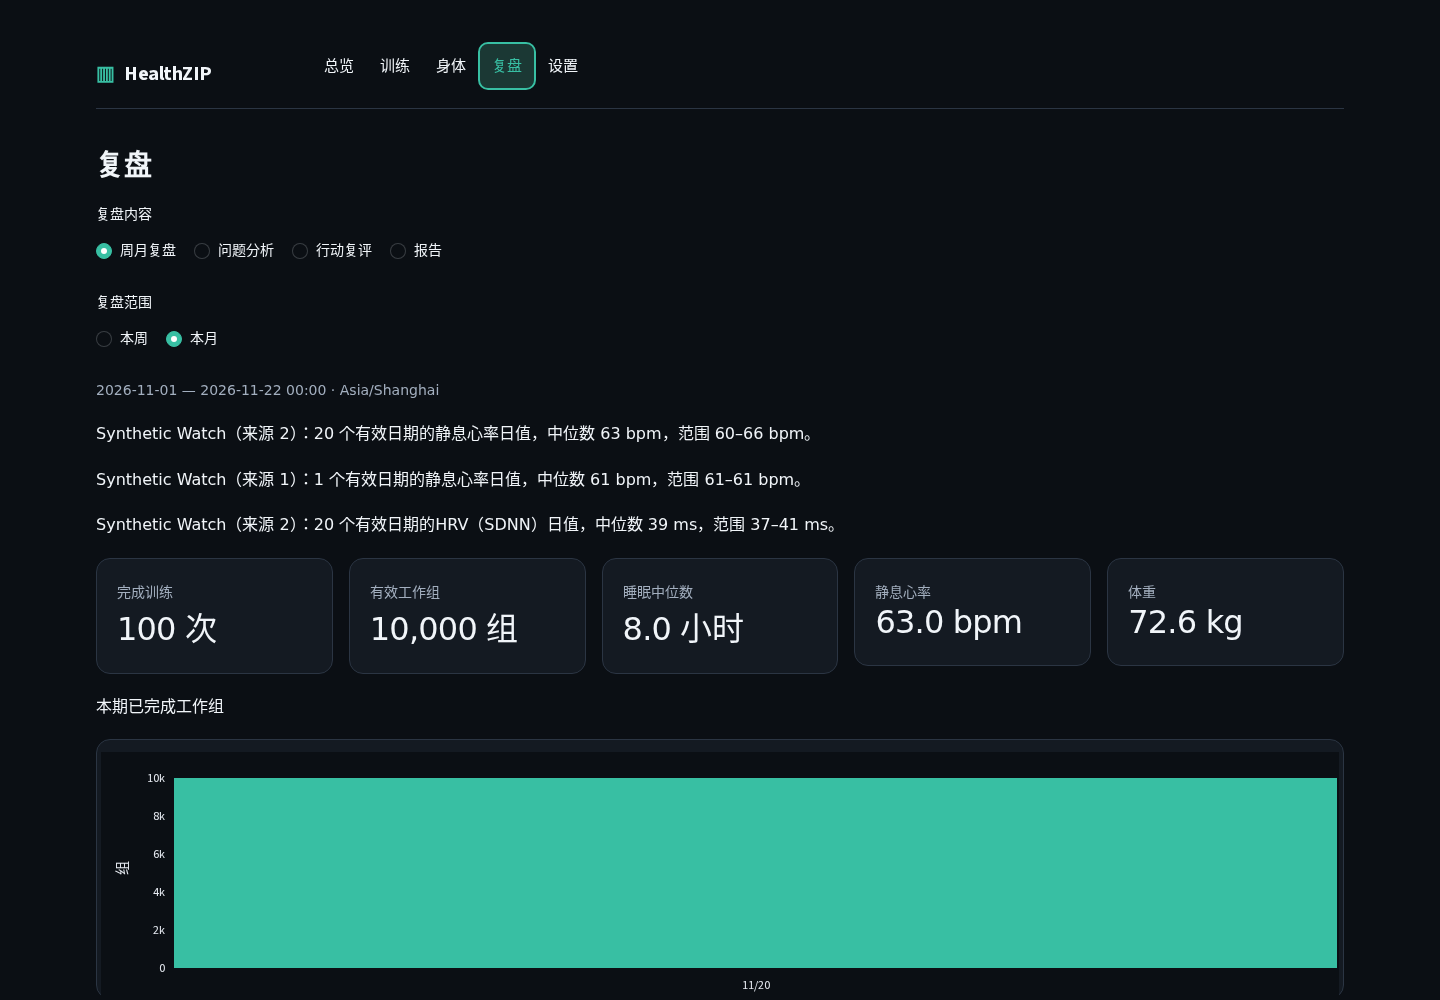 HealthZIP
总览 训练 身体 复盘 设置
复盘
复盘内容
周月复盘 问题分析 行动复评 报告
复盘范围
本周 本月
2026-11-01 — 2026-11-22 00:00 · Asia/Shanghai
Synthetic Watch（来源 2）：20 个有效日期的静息心率日值，中位数 63 bpm，范围 60–66 bpm。
Synthetic Watch（来源 1）：1 个有效日期的静息心率日值，中位数 61 bpm，范围 61–61 bpm。
Synthetic Watch（来源 2）：20 个有效日期的HRV（SDNN）日值，中位数 39 ms，范围 37–41 ms。
完成训练
100 次
有效工作组
10,000 组
睡眠中位数
8.0 小时
静息心率
63.0 bpm
体重
72.6 kg
本期已完成工作组
10k
8k
6k
4k
2k
0
组
11/20